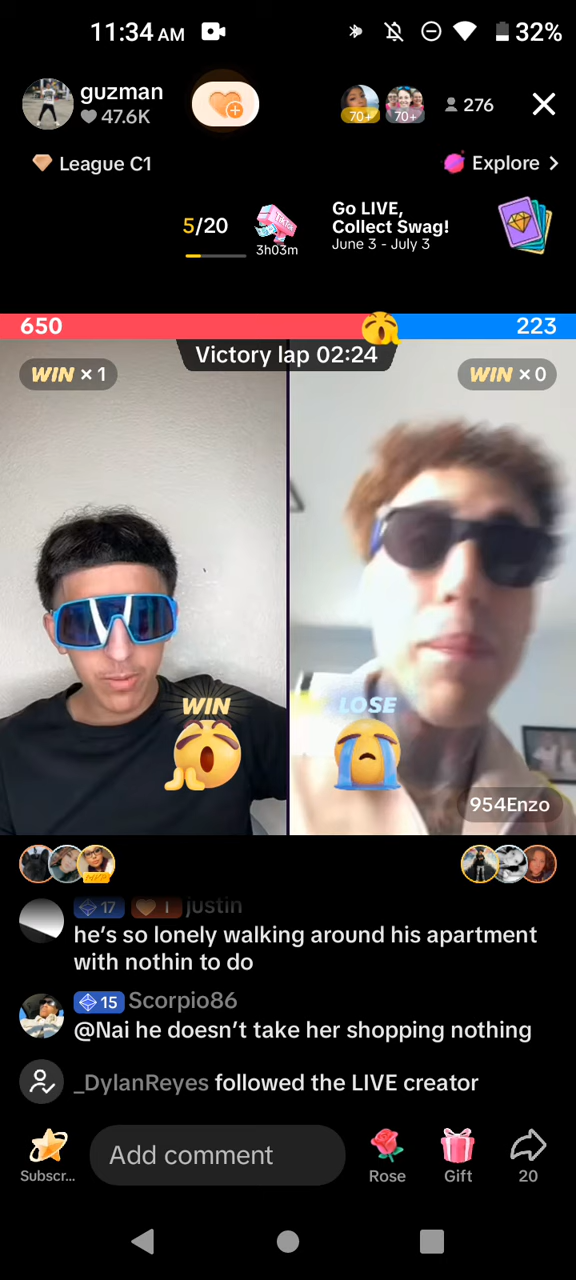 11:34 AM
32%
guzman
47.6K
70+
70+
276
League C1
Explore
5/20
3h03m
Go LIVE,
Collect Swag!
June 3 - July 3
650
223
Victory lap 02:24
WIN × 1
WIN × 0
WIN
LOSE
954Enzo
17
1
justin
he's so lonely walking around his apartment
with nothin to do
15
Scorpio86
@Nai he doesn't take her shopping nothing
_DylanReyes followed the LIVE creator
Subscr...
Add comment
Rose
Gift
20